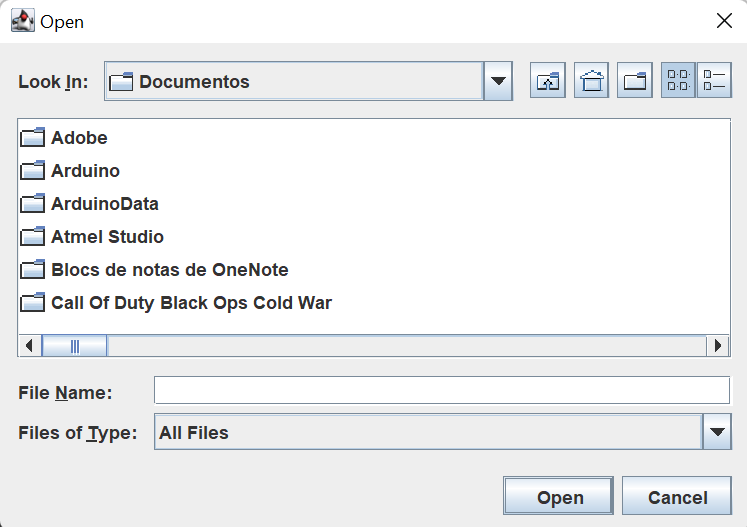 Open
Look In:
Documentos
Adobe
Arduino
ArduinoData
Atmel Studio
Blocs de notas de OneNote
Call Of Duty Black Ops Cold War
File Name:
Files of Type:
All Files
Open
Cancel